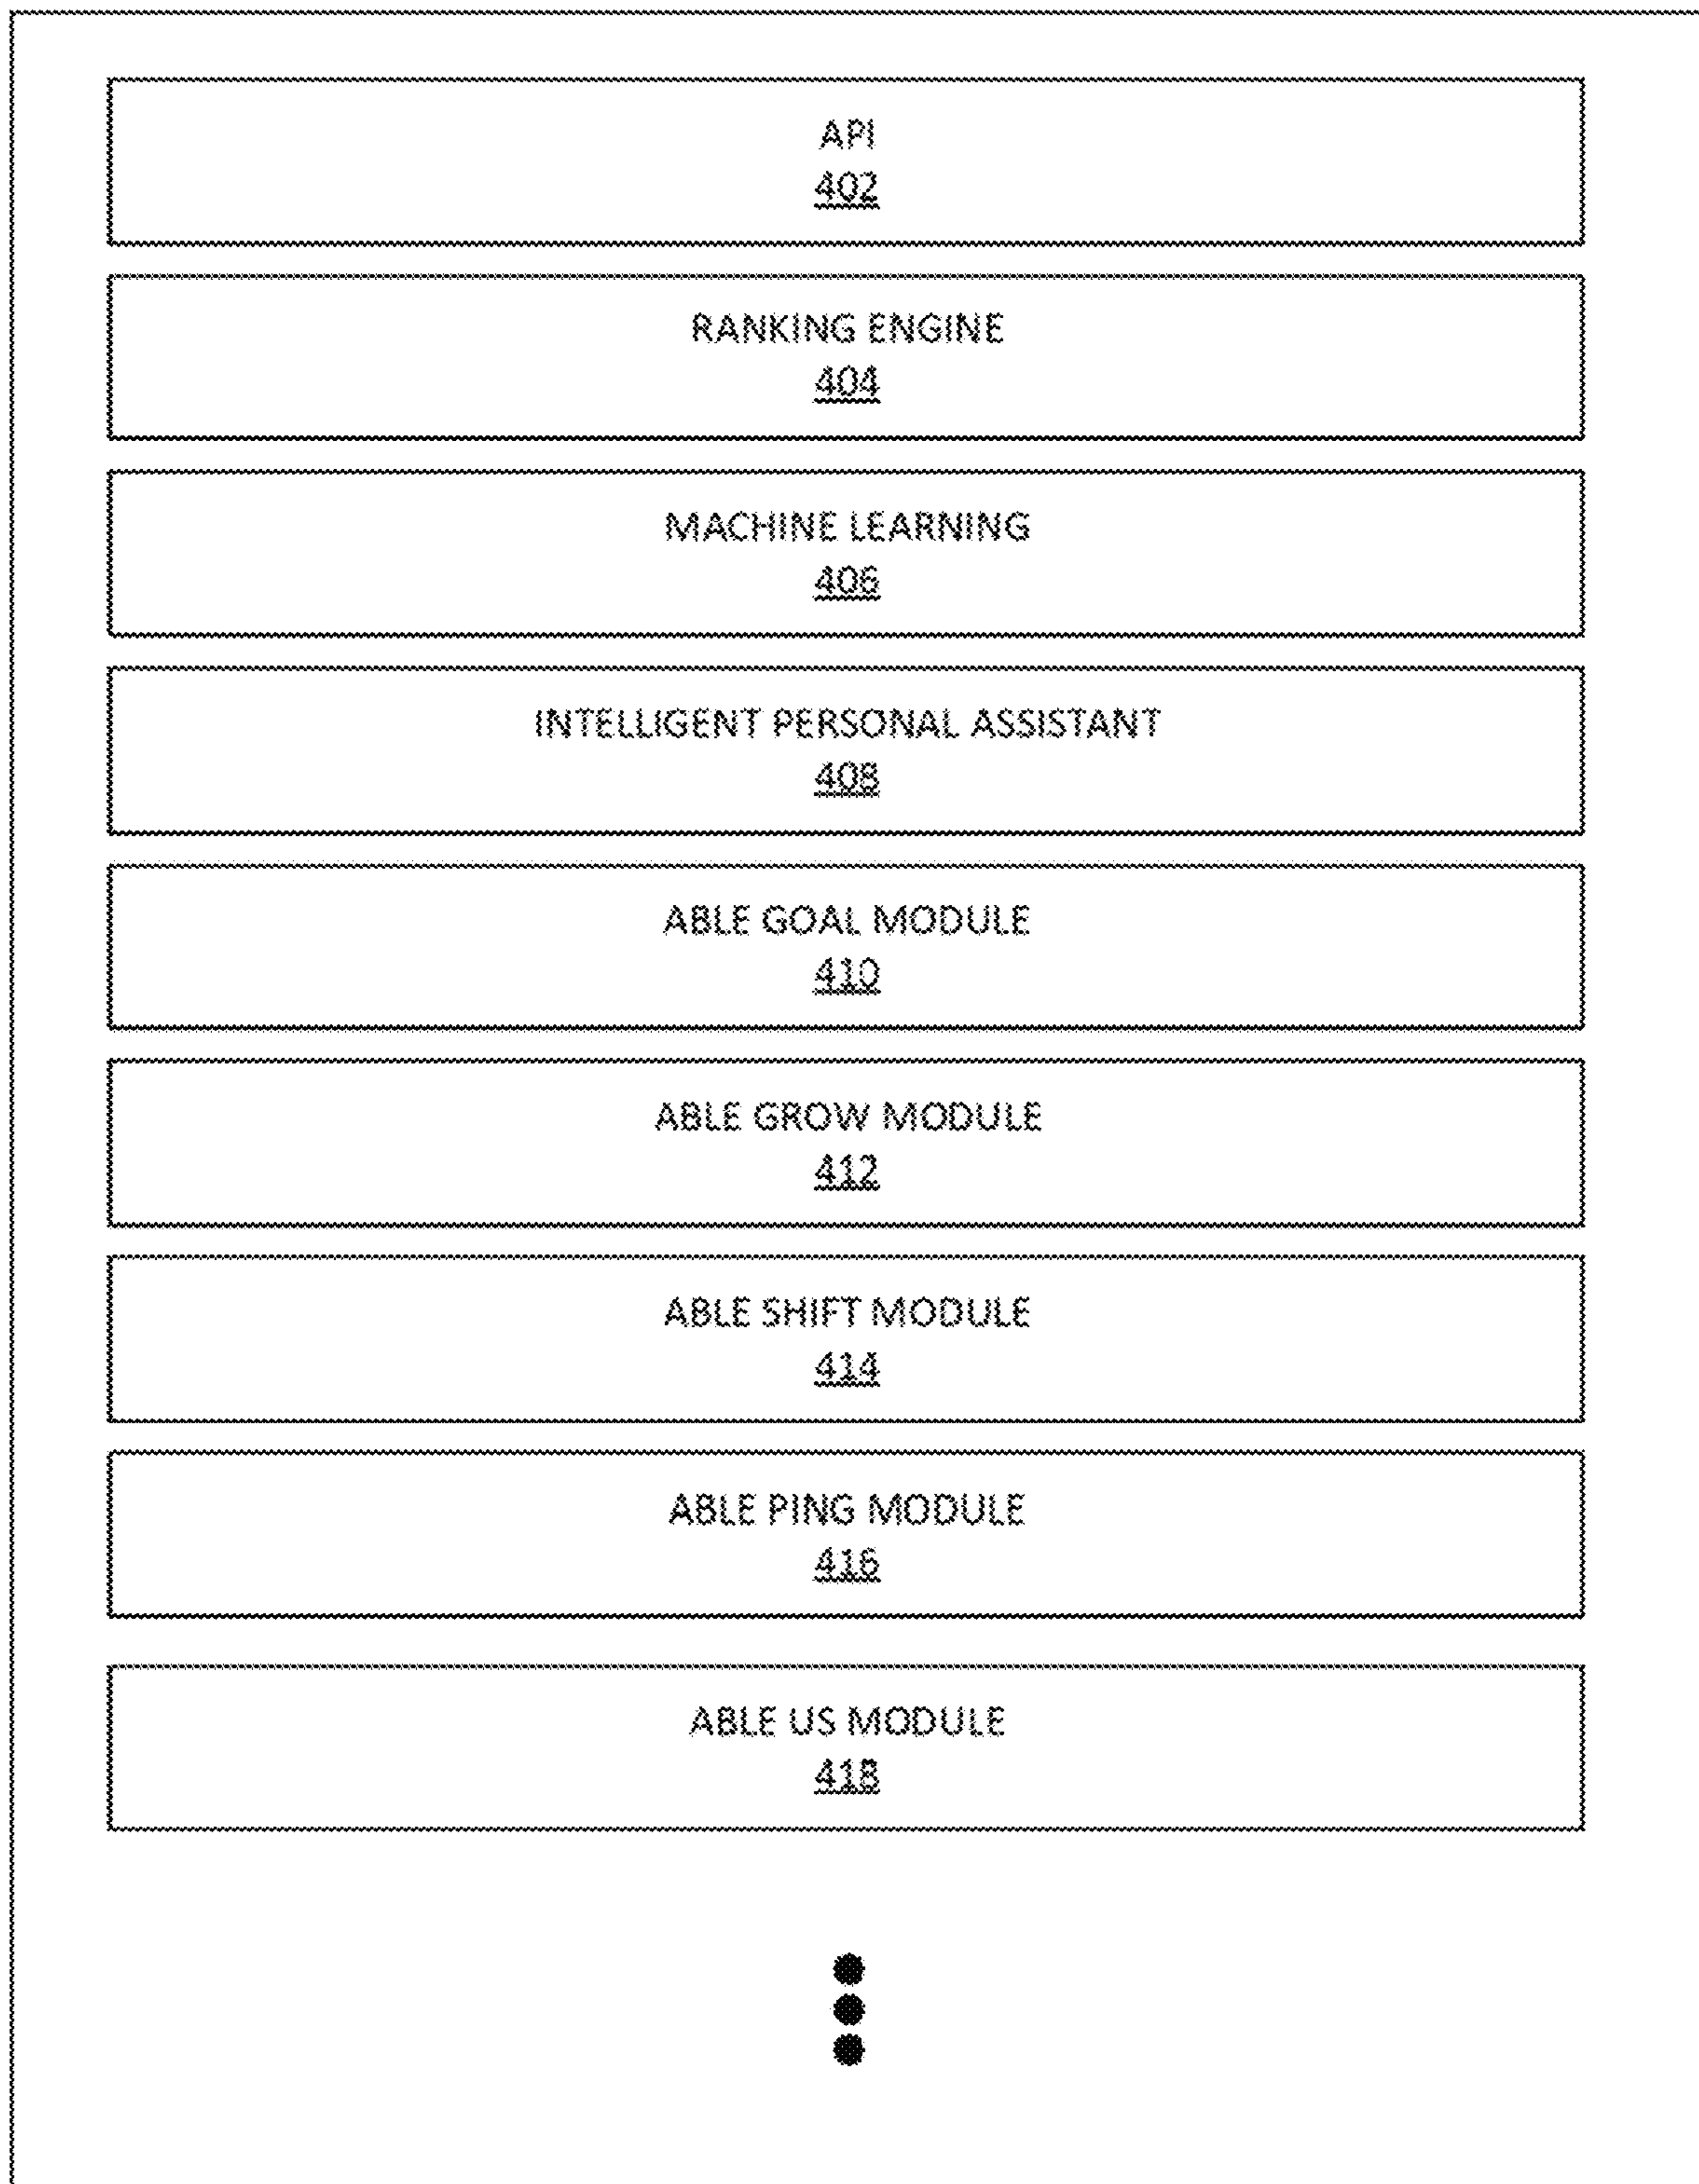 API
402
RANKING ENGINE
404
MACHINE LEARNING
406
INTELLIGENT PERSONAL ASSISTANT
408
ABLE GOAL MODULE
410
ABLE GROW MODULE
412
ABLE SHIFT MODULE
414
ABLE PING MODULE
416
ABLE US MODULE
418